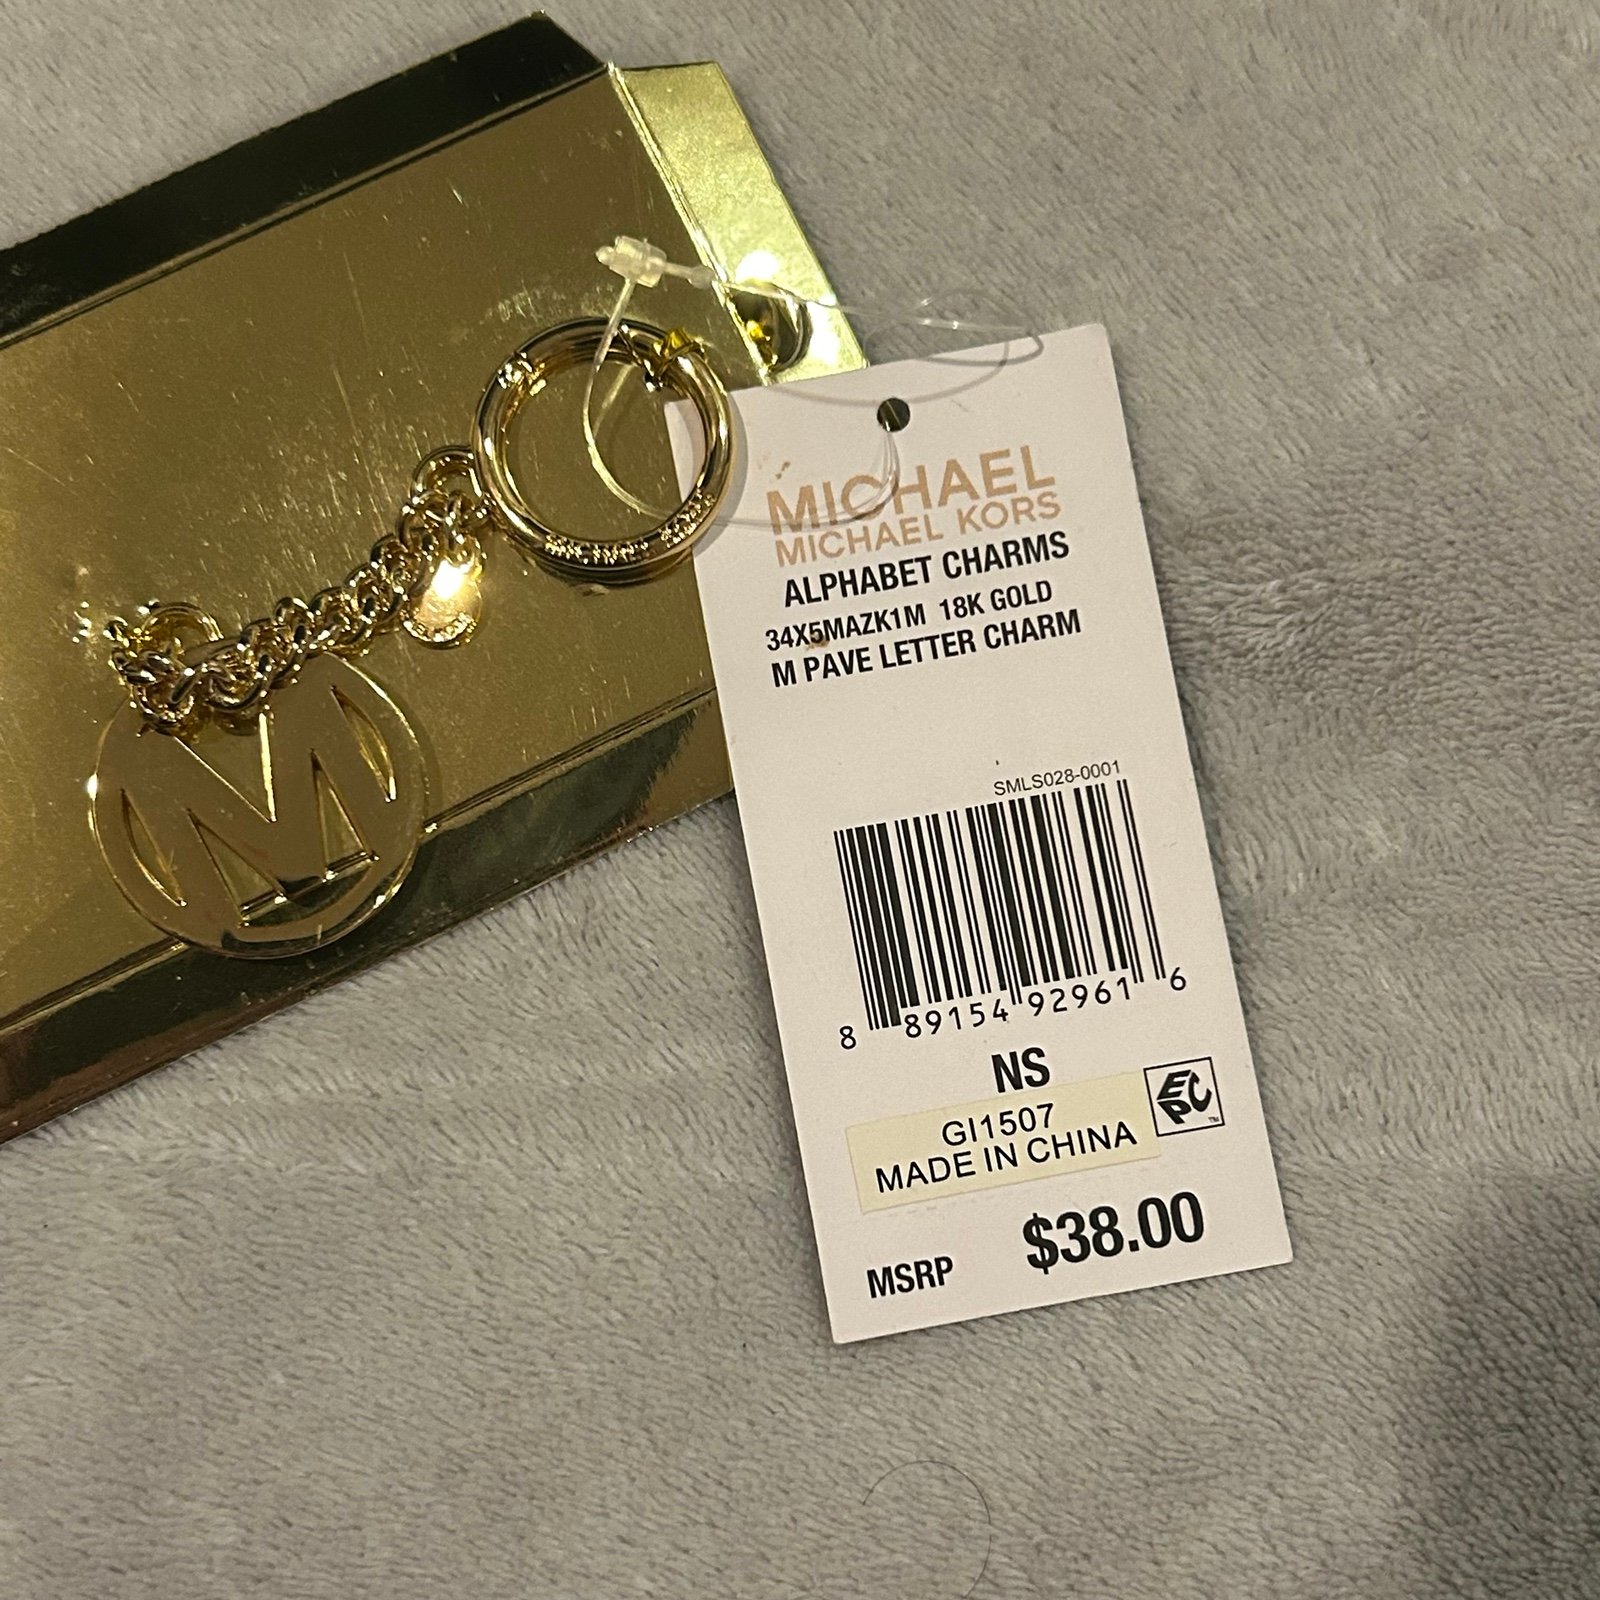 M
MICHAEL
MICHAEL KORS
ALPHABET CHARMS
34X5MAZK1M 18K GOLD
M PAVE LETTER CHARM
SMLS028-0001
8 89154 92961 6
NS
GI1507
MADE IN CHINA
EPC
™
MSRP $38.00